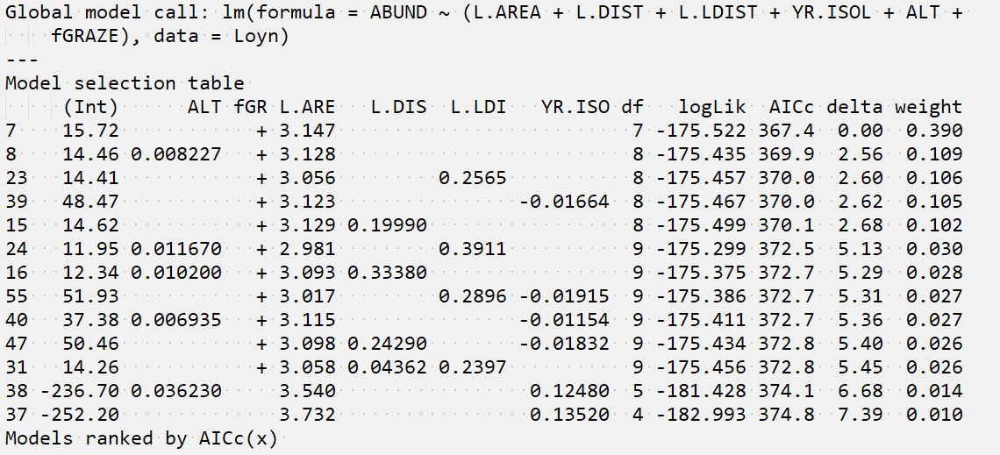 Global model call: lm(formula = ABUND ~ (L.AREA + L.DIST + L.LDIST + YR.ISOL + ALT +
    fGRAZE), data = Loyn)
---
Model selection table
     (Int)      ALT fGR L.ARE   L.DIS  L.LDI   YR.ISO df   logLik  AICc delta weight
7    15.72            + 3.147                          7 -175.522 367.4  0.00  0.390
8    14.46 0.008227   + 3.128                          8 -175.435 369.9  2.56  0.109
23   14.41            + 3.056         0.2565           8 -175.457 370.0  2.60  0.106
39   48.47            + 3.123                -0.01664  8 -175.467 370.0  2.62  0.105
15   14.62            + 3.129 0.19990                  8 -175.499 370.1  2.68  0.102
24   11.95 0.011670   + 2.981         0.3911           9 -175.299 372.5  5.13  0.030
16   12.34 0.010200   + 3.093 0.33380                  9 -175.375 372.7  5.29  0.028
55   51.93            + 3.017         0.2896 -0.01915  9 -175.386 372.7  5.31  0.027
40   37.38 0.006935   + 3.115                -0.01154  9 -175.411 372.7  5.36  0.027
47   50.46            + 3.098 0.24290        -0.01832  9 -175.434 372.8  5.40  0.026
31   14.26            + 3.058 0.04362 0.2397           9 -175.456 372.8  5.45  0.026
38 -236.70 0.036230     3.540                 0.12480  5 -181.428 374.1  6.68  0.014
37 -252.20              3.732                 0.13520  4 -182.993 374.8  7.39  0.010
Models ranked by AICc(x)